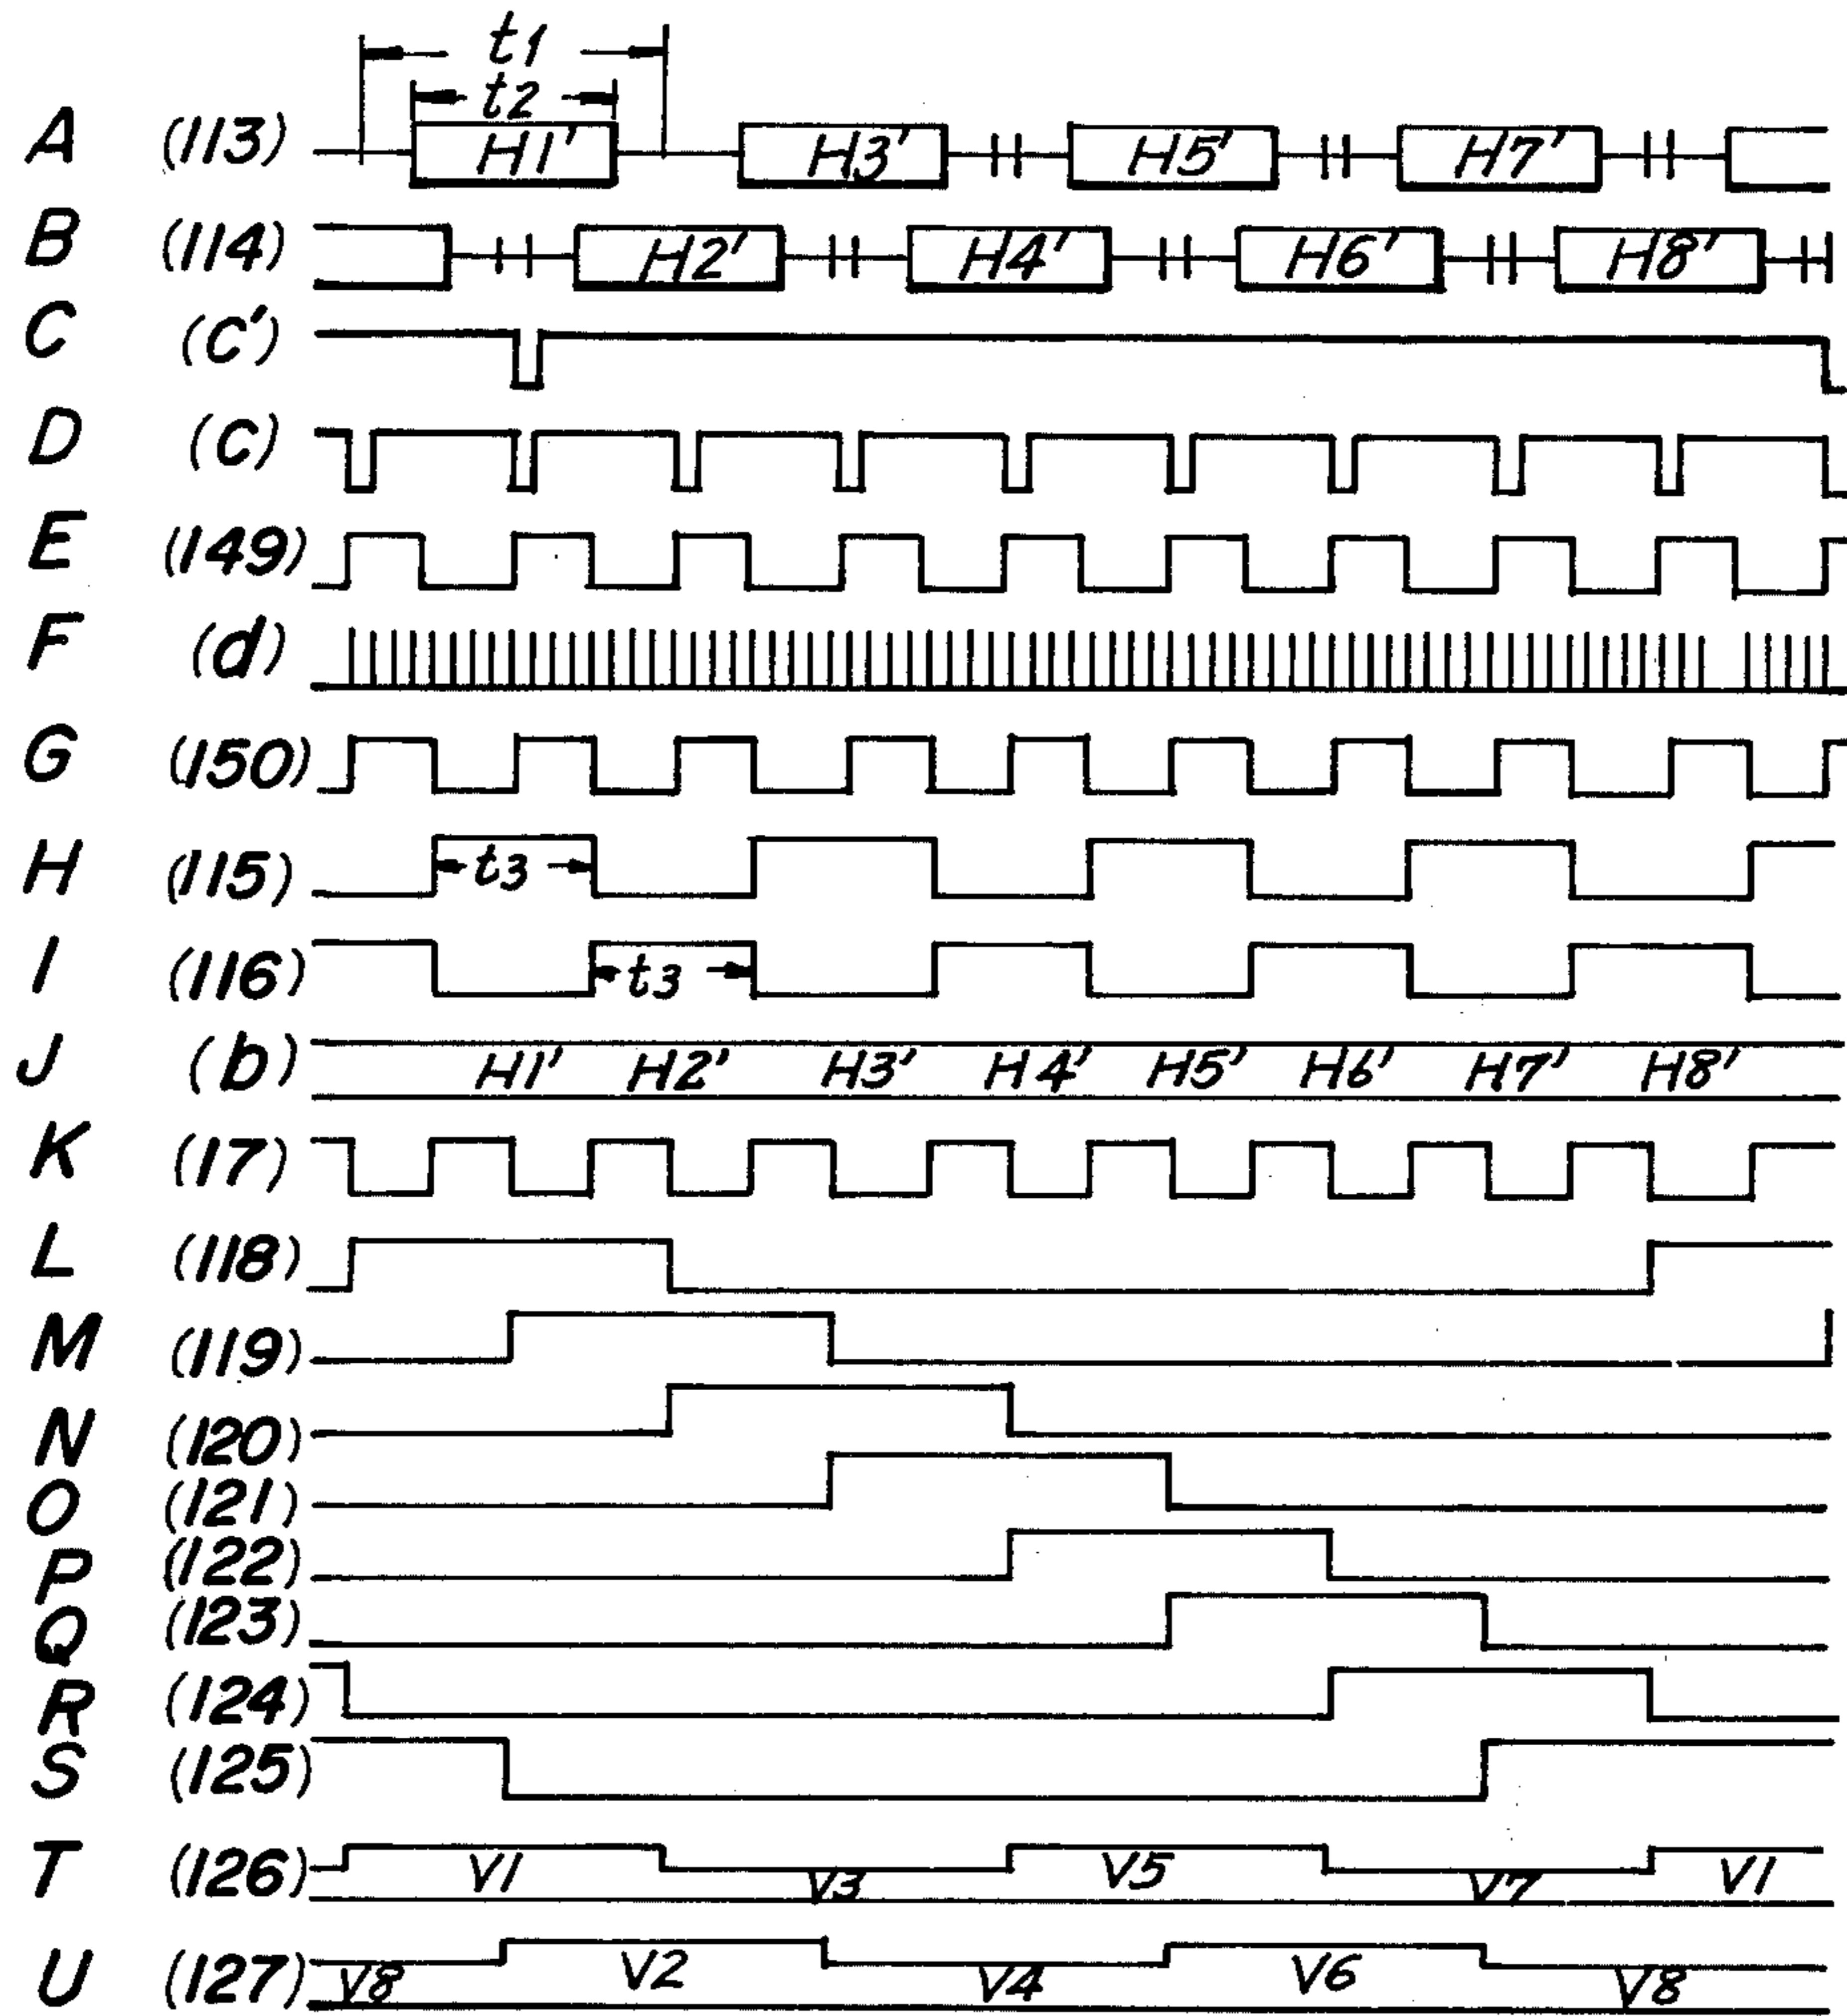 t1
t2
A (113) H1' H3' H5' H7'
B (114) H2' H4' H6' H8'
C (C')
D (C)
E (149)
F (d)
G (150)
H (115) t3
I (116) t3
J (b) H1' H2' H3' H4' H5' H6' H7' H8'
K (17)
L (118)
M (119)
N (120)
O (121)
P (122)
Q (123)
R (124)
S (125)
T (126) V1 V3 V5 V7 V1
U (127) V8 V2 V4 V6 V8